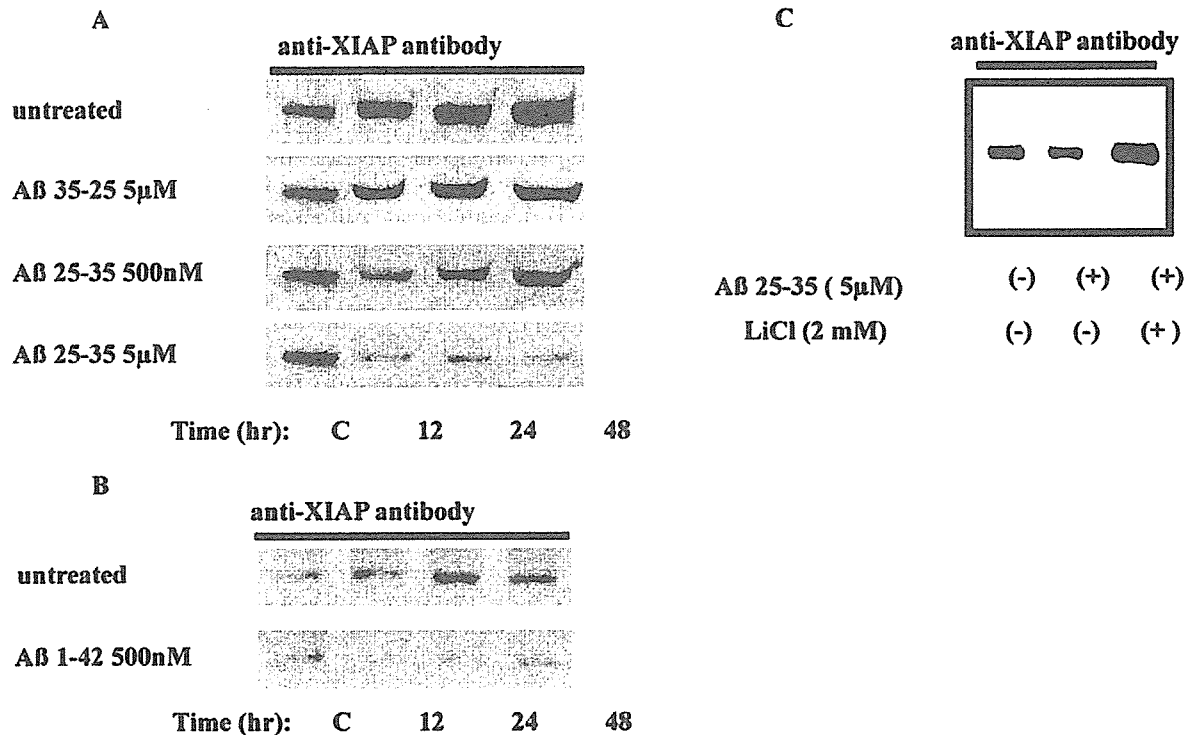 A
anti-XIAP antibody
untreated
Aß 35-25 5µM
Aß 25-35 500nM
Aß 25-35 5µM
Time (hr): C 12 24 48
B
anti-XIAP antibody
untreated
Aß 1-42 500nM
Time (hr): C 12 24 48
C
anti-XIAP antibody
Aß 25-35 ( 5µM) (-) (+) (+)
LiCl (2 mM) (-) (-) (+ )